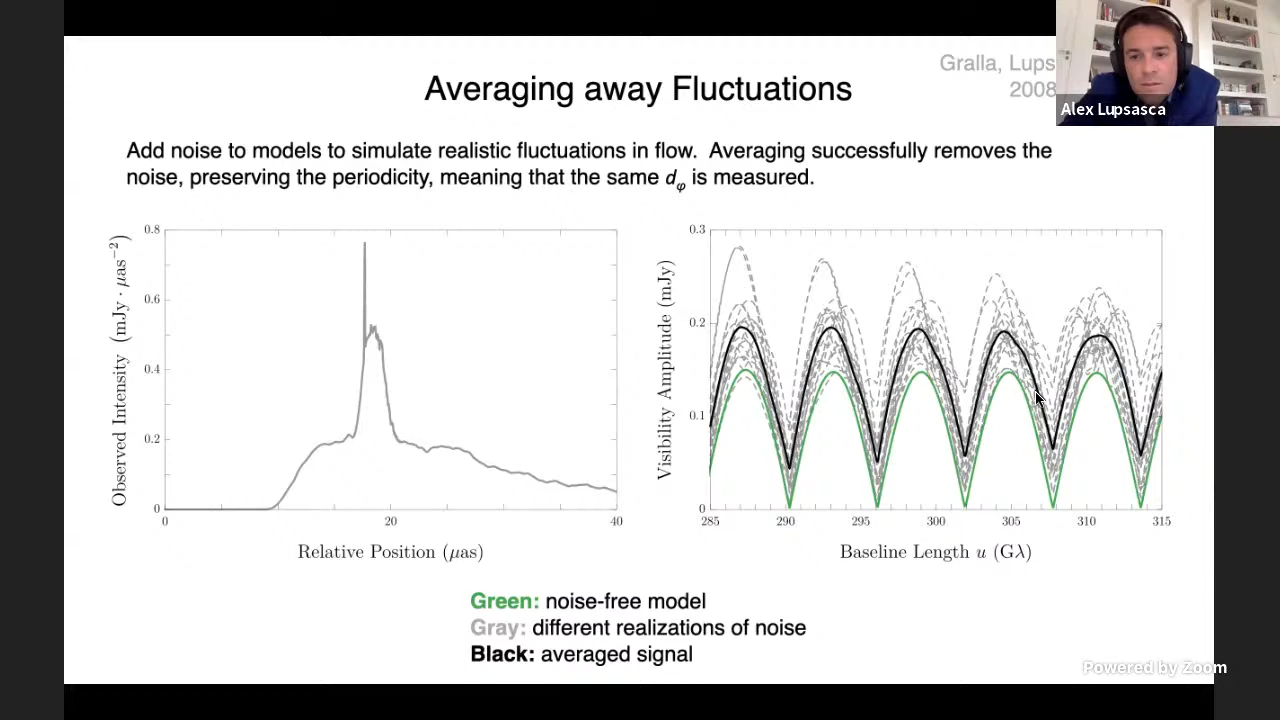 Gralla, Lups
2008
Alex Lupsasca
Averaging away Fluctuations
Add noise to models to simulate realistic fluctuations in flow. Averaging successfully removes the
noise, preserving the periodicity, meaning that the same dφ is measured.
Observed Intensity (mJy · μas⁻²)
0.8
0.6
0.4
0.2
0
0 20 40
Relative Position (μas)
Visibility Amplitude (mJy)
0.3
0.2
0.1
0
285 290 295 300 305 310 315
Baseline Length u (Gλ)
Green: noise-free model
Gray: different realizations of noise
Black: averaged signal
Powered by Zoom